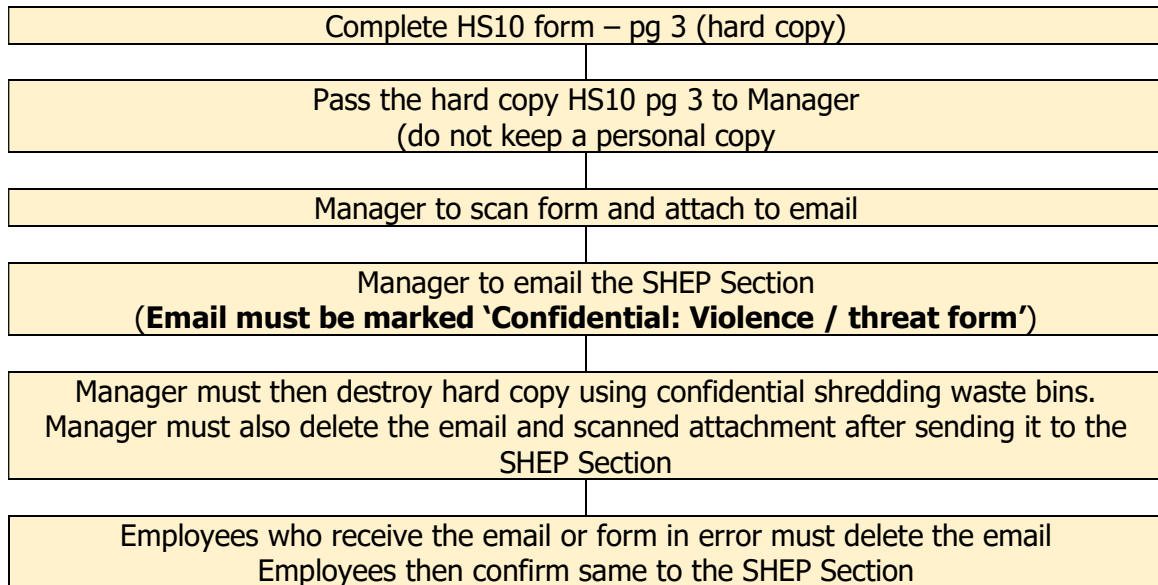 Complete HS10 form – pg 3 (hard copy)
Pass the hard copy HS10 pg 3 to Manager
(do not keep a personal copy
Manager to scan form and attach to email
Manager to email the SHEP Section
(Email must be marked ‘Confidential: Violence / threat form’)
Manager must then destroy hard copy using confidential shredding waste bins.
Manager must also delete the email and scanned attachment after sending it to the
SHEP Section
Employees who receive the email or form in error must delete the email
Employees then confirm same to the SHEP Section